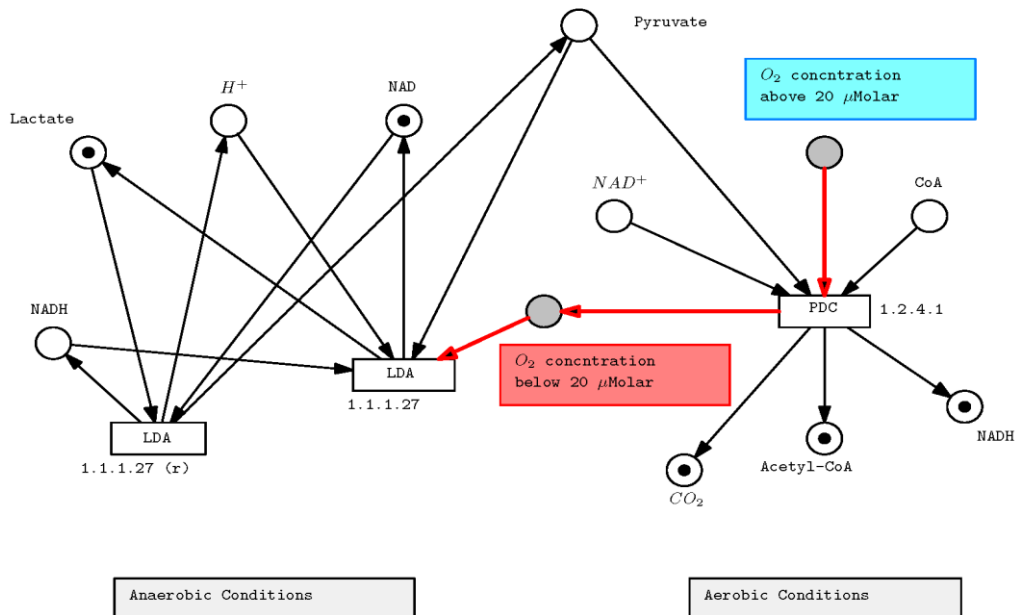 Pyruvate
O₂ concntration
above 20 μMolar
H⁺
NAD
Lactate
NAD⁺
CoA
NADH
PDC
1.2.4.1
O₂ concntration
below 20 μMolar
LDA
1.1.1.27
LDA
1.1.1.27 (r)
NADH
Acetyl-CoA
CO₂
Anaerobic Conditions
Aerobic Conditions